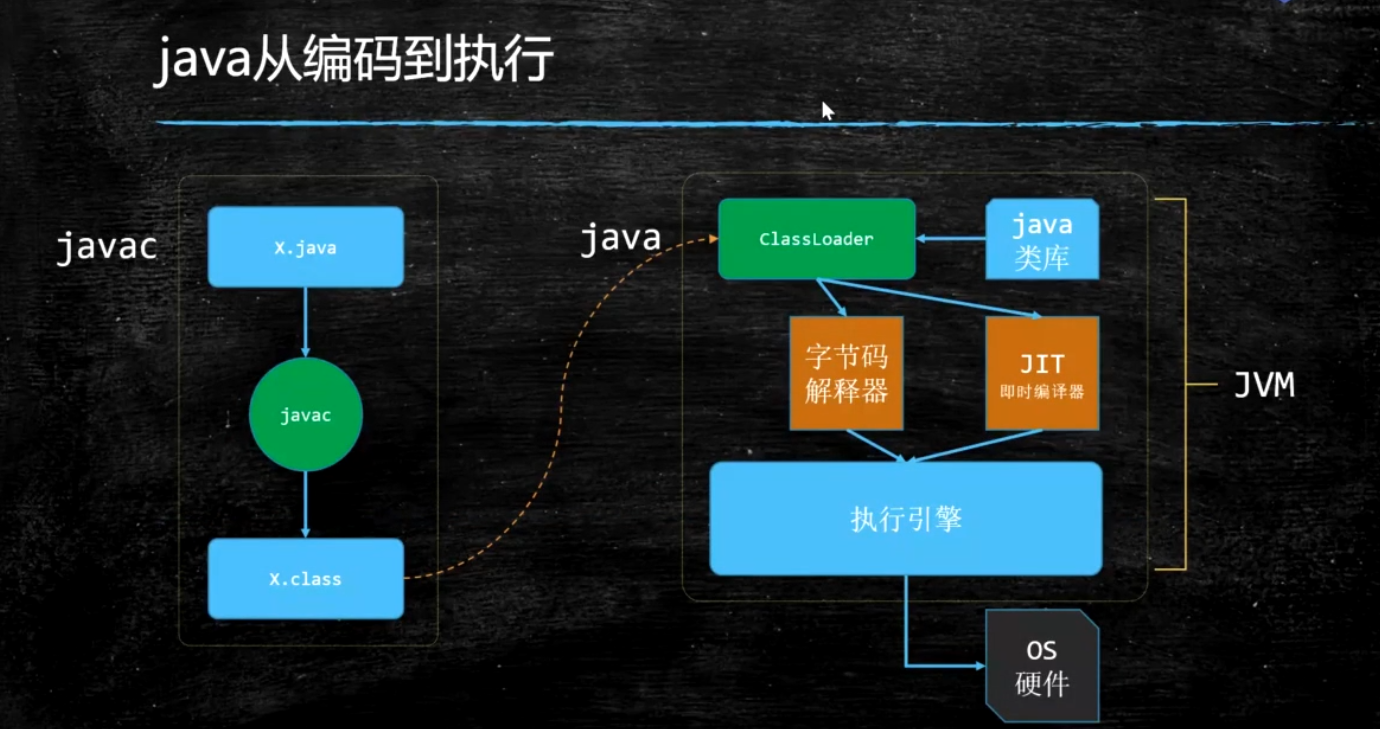 java从编码到执行
javac
X.java
javac
X.class
java
ClassLoader
java
类库
字节码
解释器
JIT
即时编译器
执行引擎
JVM
OS
硬件